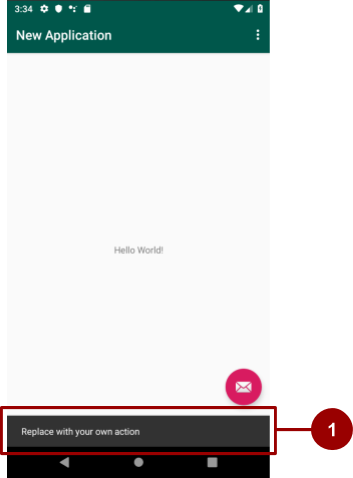 3:34
New Application
Hello World!
Replace with your own action
1